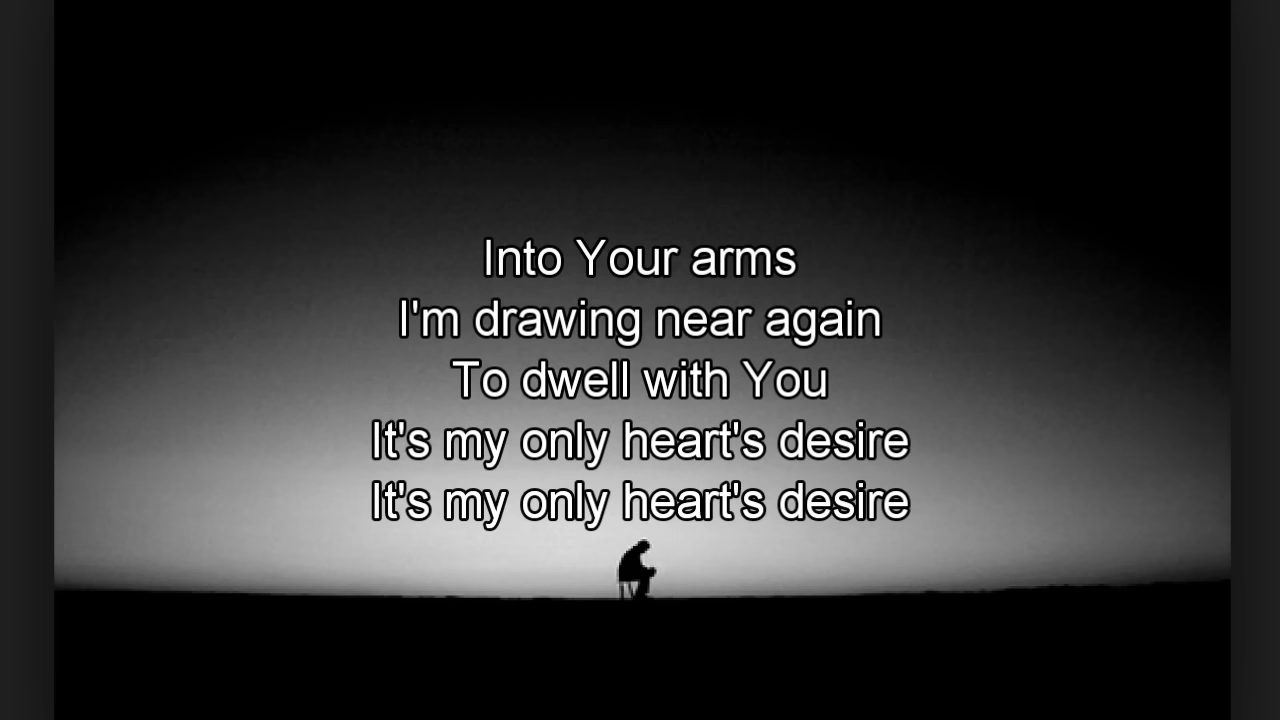 Into Your arms
I'm drawing near again
To dwell with You
It's my only heart's desire
It's my only heart's desire